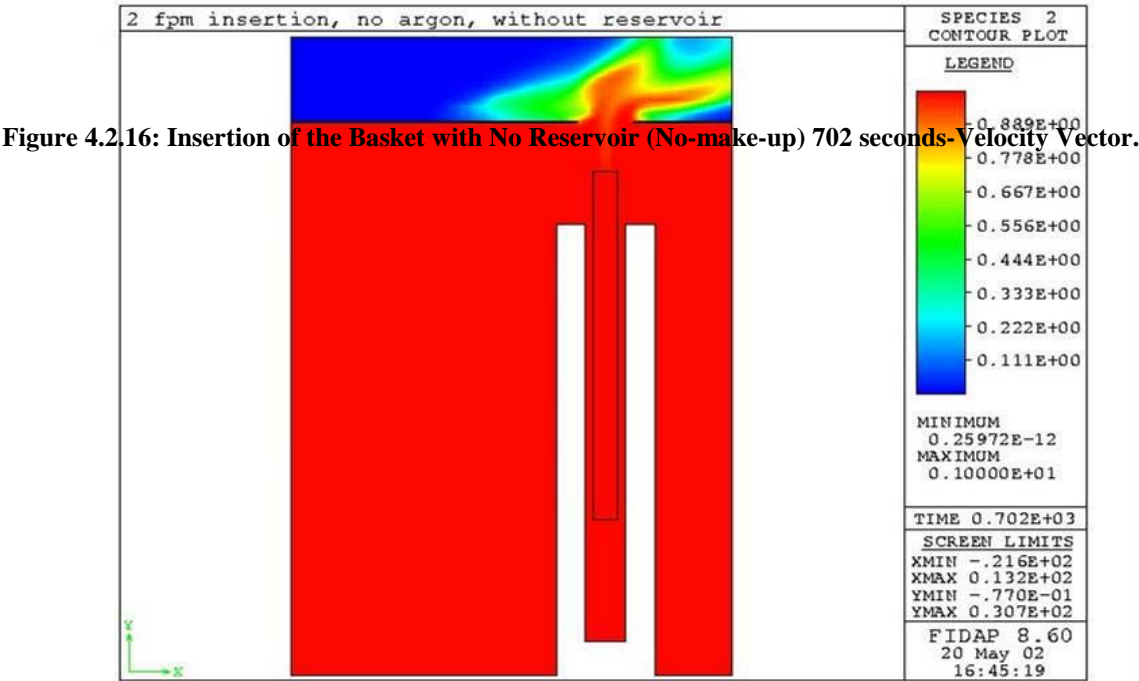 2 fpm insertion, no argon, without reservoir
SPECIES 2
CONTOUR PLOT
LEGEND
Figure 4.2.16: Insertion of the Basket with No Reservoir (No-make-up) 702 seconds-Velocity Vector.
0.889E+00
0.778E+00
0.667E+00
0.556E+00
0.444E+00
0.333E+00
0.222E+00
0.111E+00
MINIMUM
0.25972E-12
MAXIMUM
0.10000E+01
TIME 0.702E+03
SCREEN LIMITS
XMIN -.216E+02
XMAX 0.132E+02
YMIN -.770E-01
YMAX 0.307E+02
FIDAP 8.60
20 May 02
16:45:19
Y
X